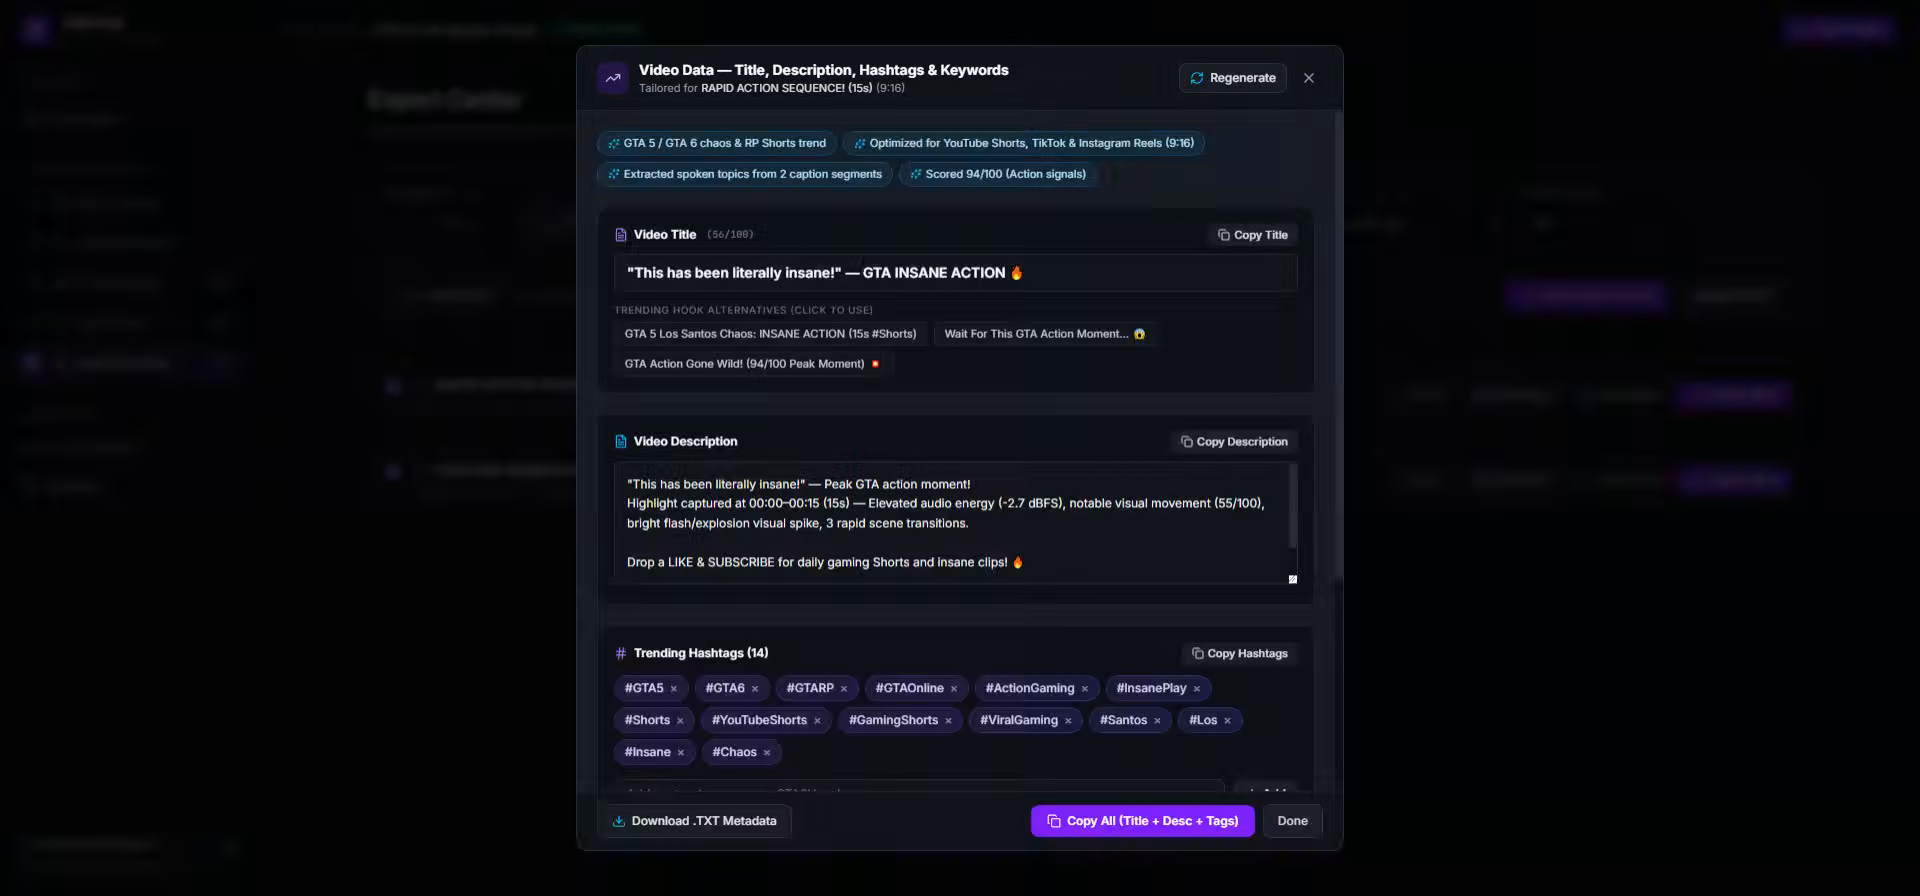 Export Center
Video Data — Title, Description, Hashtags & Keywords
Tailored for RAPID ACTION SEQUENCE! (15s) (9:16)
Regenerate
GTA 5 / GTA 6 chaos & RP Shorts trend
Optimized for YouTube Shorts, TikTok & Instagram Reels (9:16)
Extracted spoken topics from 2 caption segments
Scored 94/100 (Action signals)
Video Title (56/100)
Copy Title
"This has been literally insane!" — GTA INSANE ACTION 🔥
TRENDING HOOK ALTERNATIVES (CLICK TO USE)
GTA 5 Los Santos Chaos: INSANE ACTION (15s #Shorts)
Wait For This GTA Action Moment... 😱
GTA Action Gone Wild! (94/100 Peak Moment) 💥
Video Description
Copy Description
"This has been literally insane!" — Peak GTA action moment!
Highlight captured at 00:00–00:15 (15s) — Elevated audio energy (-2.7 dBFS), notable visual movement (55/100),
bright flash/explosion visual spike, 3 rapid scene transitions.
Drop a LIKE & SUBSCRIBE for daily gaming Shorts and insane clips! 🔥
# Trending Hashtags (14)
Copy Hashtags
#GTA5 × #GTA6 × #GTARP × #GTAOnline × #ActionGaming × #InsanePlay ×
#Shorts × #YouTubeShorts × #GamingShorts × #ViralGaming × #Santos × #Los ×
#Insane × #Chaos ×
Download .TXT Metadata
Copy All (Title + Desc + Tags)
Done